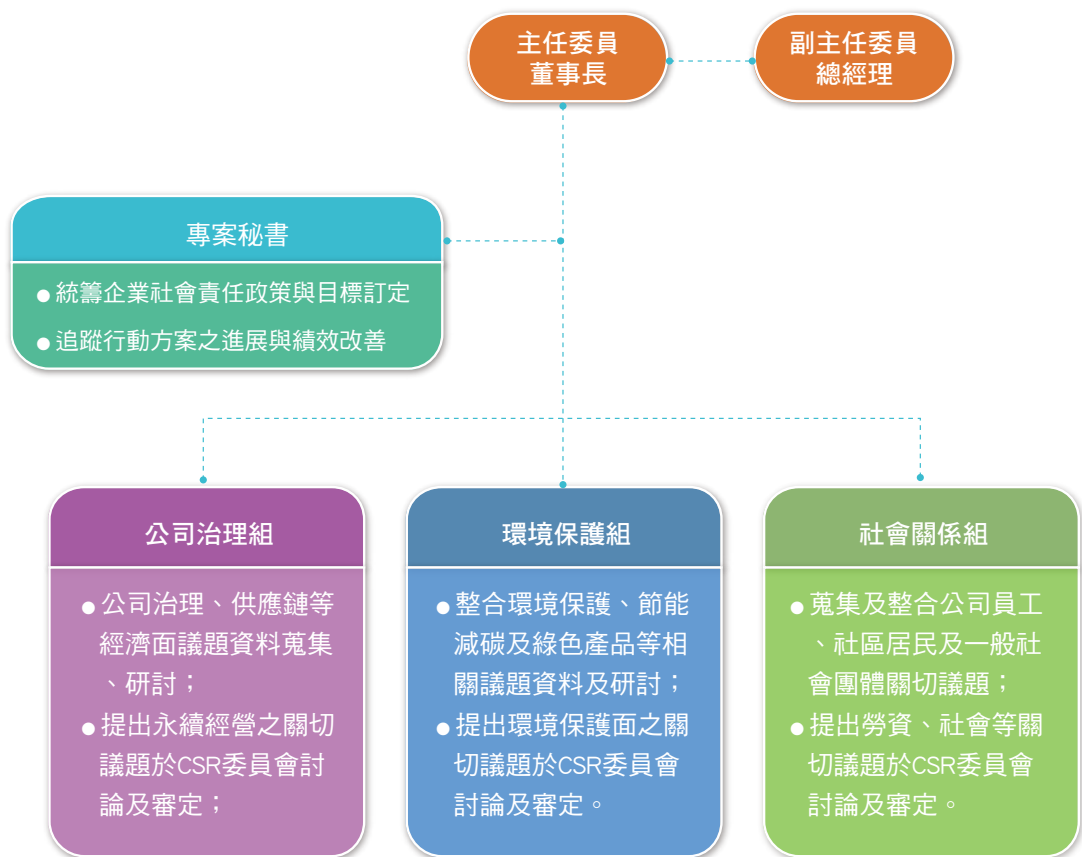 主任委員
董事長
副主任委員
總經理
專案秘書
●統籌企業社會責任政策與目標訂定
●追蹤行動方案之進展與績效改善
公司治理組
●公司治理、供應鏈等
經濟面議題資料蒐集
、研討；
●提出永續經營之關切
議題於CSR委員會討
論及審定；
環境保護組
●整合環境保護、節能
減碳及綠色產品等相
關議題資料及研討；
●提出環境保護面之關
切議題於CSR委員會
討論及審定。
社會關係組
●蒐集及整合公司員工
、社區居民及一般社
會團體關切議題；
●提出勞資、社會等關
切議題於CSR委員會
討論及審定。